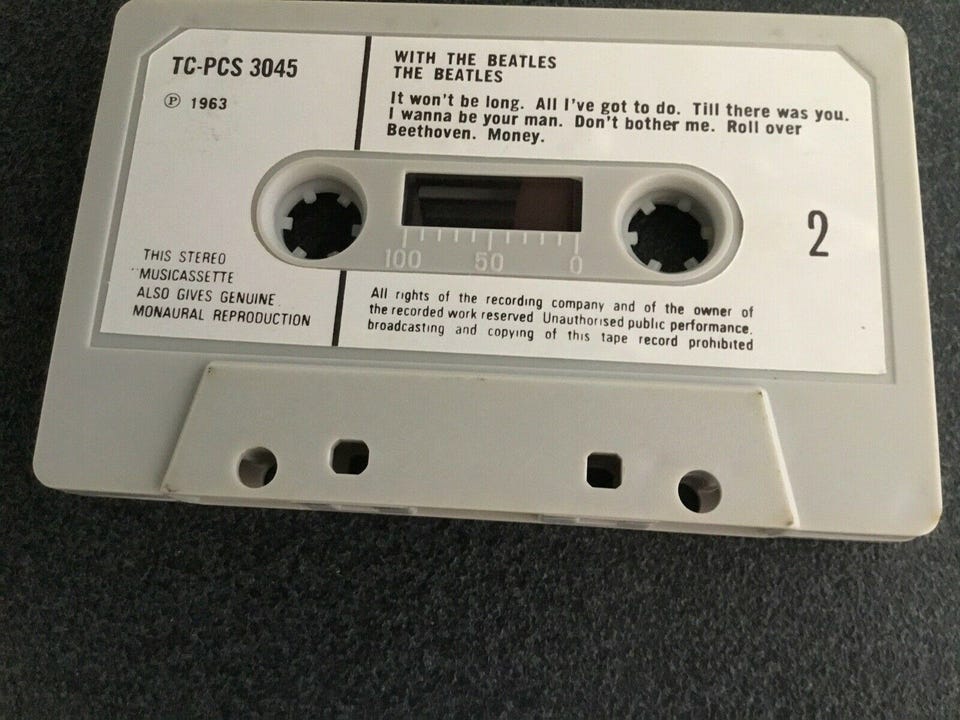 TC-PCS 3045
℗ 1963
WITH THE BEATLES
THE BEATLES
It won't be long. All I've got to do. Till there was you.
I wanna be your man. Don't bother me. Roll over
Beethoven. Money.
2
100 50 0
THIS STEREO
MUSICASSETTE
ALSO GIVES GENUINE
MONAURAL REPRODUCTION
All rights of the recording company and of the owner of
the recorded work reserved Unauthorised public performance,
broadcasting and copying of this tape record prohibited